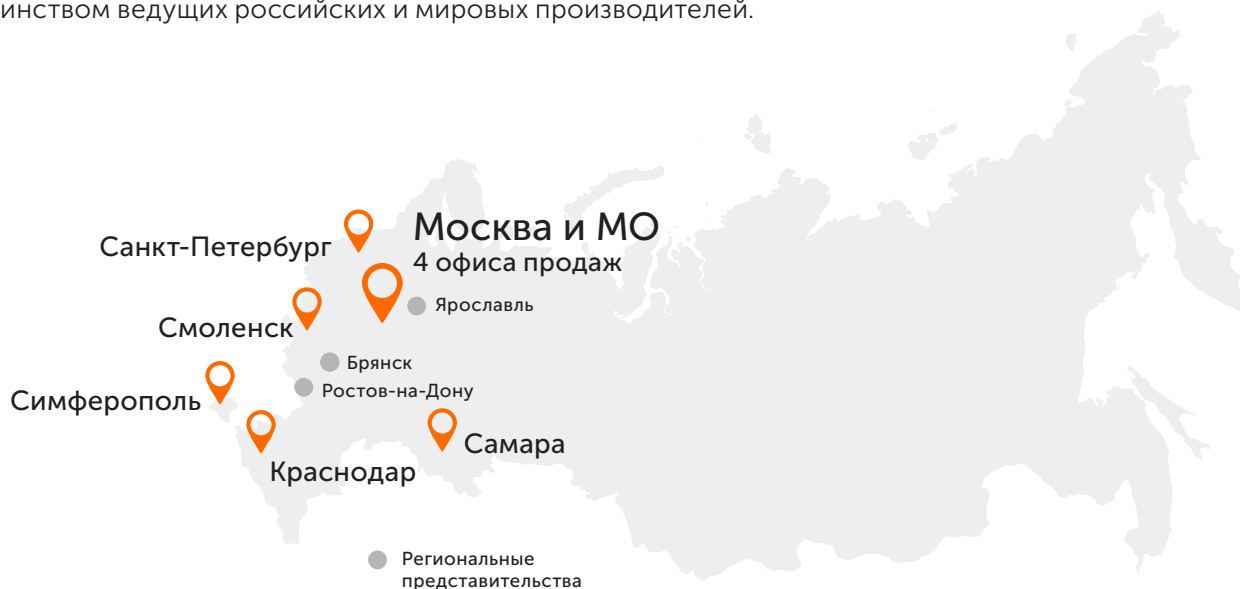 инством ведущих российских и мировых производителей.
Москва и МО
4 офиса продаж
Санкт-Петербург
Ярославль
Смоленск
Брянск
Ростов-на-Дону
Симферополь
Самара
Краснодар
Региональные
представительства